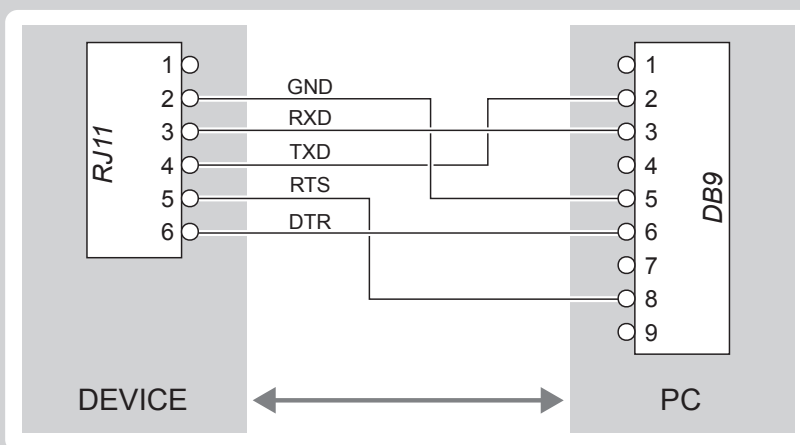 RJ11
1
2
3
4
5
6
GND
RXD
TXD
RTS
DTR
1
2
3
4
5
6
7
8
9
DB9
DEVICE
PC